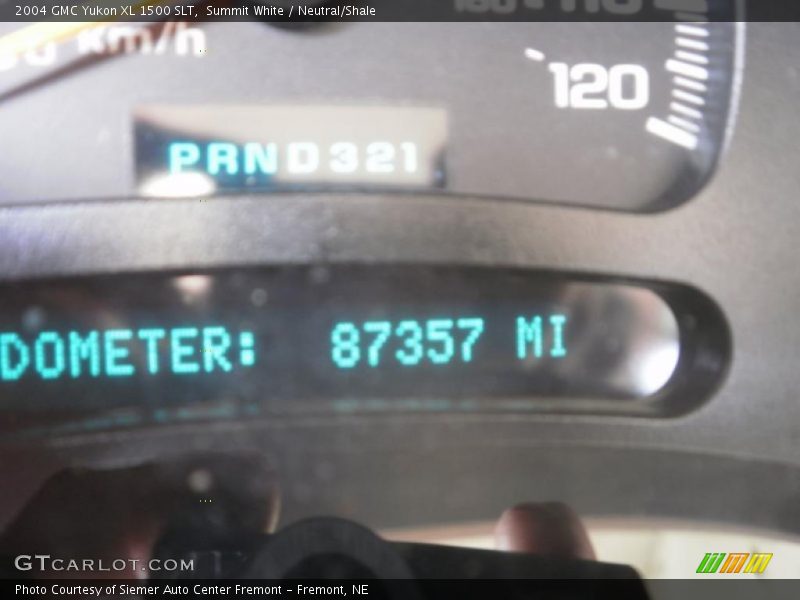 2004 GMC Yukon XL 1500 SLT, Summit White / Neutral/Shale
km/h
120
PRND321
DOMETER: 87357 MI
GTCARLOT.COM
Photo Courtesy of Siemer Auto Center Fremont - Fremont, NE